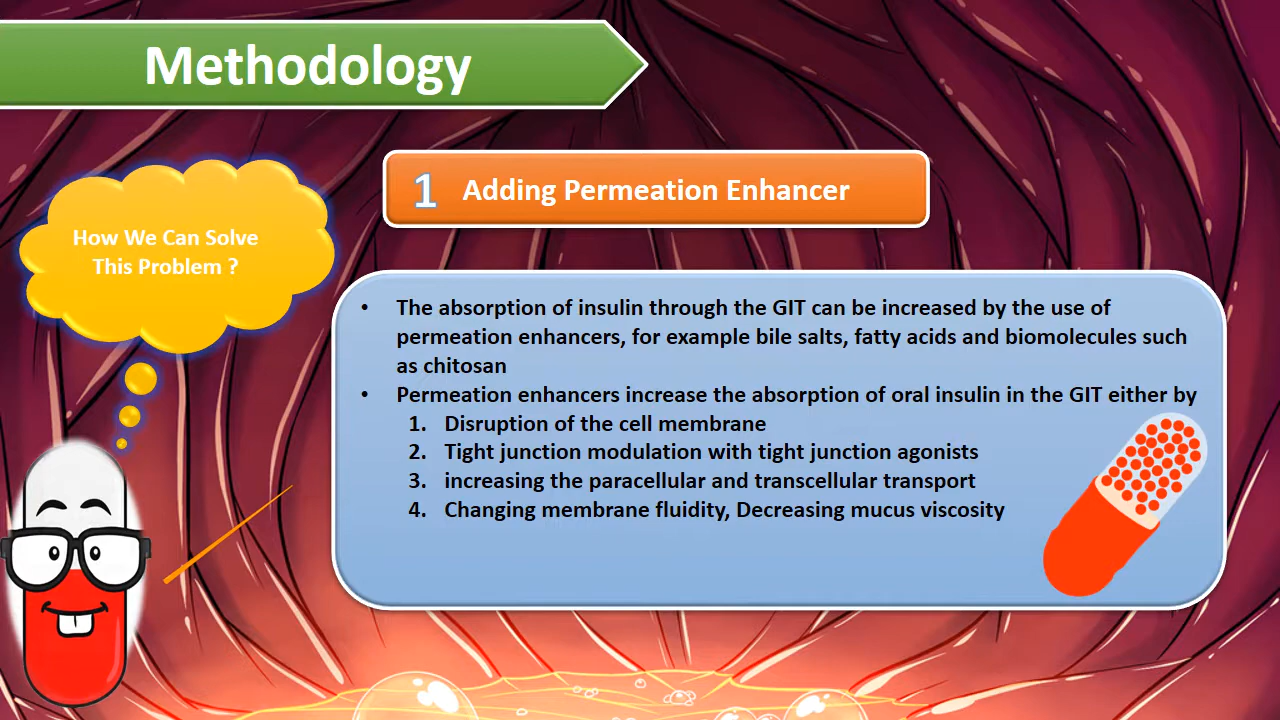 Methodology
How We Can Solve
This Problem ?
1 Adding Permeation Enhancer
• The absorption of insulin through the GIT can be increased by the use of
permeation enhancers, for example bile salts, fatty acids and biomolecules such
as chitosan
• Permeation enhancers increase the absorption of oral insulin in the GIT either by
1. Disruption of the cell membrane
2. Tight junction modulation with tight junction agonists
3. increasing the paracellular and transcellular transport
4. Changing membrane fluidity, Decreasing mucus viscosity